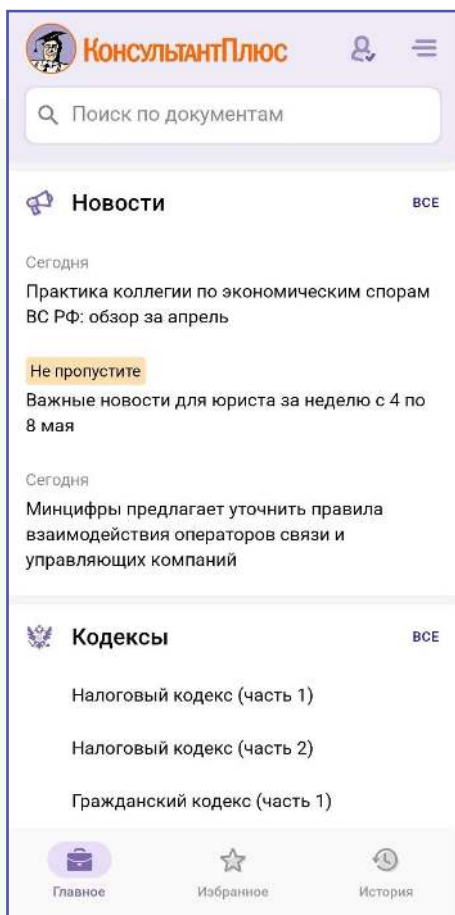 КонсультантПлюс
Поиск по документам
Новости
ВСЕ
Сегодня
Практика коллегии по экономическим спорам
ВС РФ: обзор за апрель
Не пропустите
Важные новости для юриста за неделю с 4 по
8 мая
Сегодня
Минцифры предлагает уточнить правила
взаимодействия операторов связи и
управляющих компаний
Кодексы
ВСЕ
Налоговый кодекс (часть 1)
Налоговый кодекс (часть 2)
Гражданский кодекс (часть 1)
Главное
Избранное
История